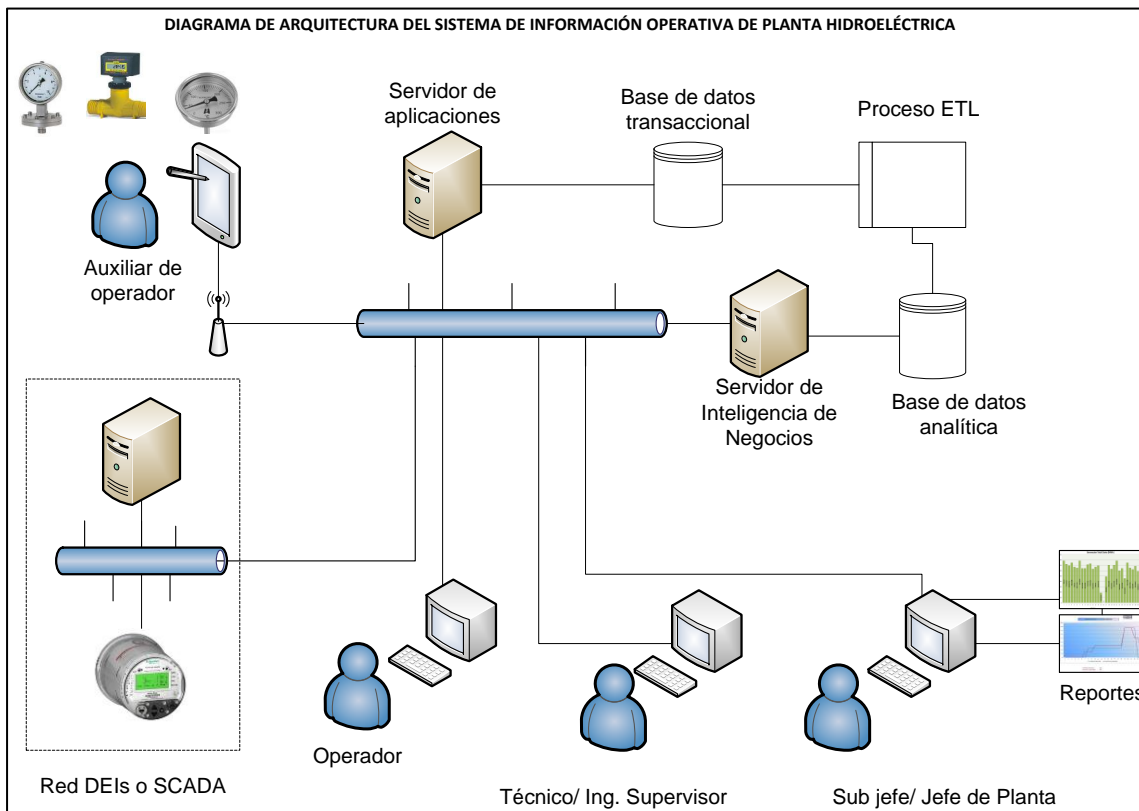 DIAGRAMA DE ARQUITECTURA DEL SISTEMA DE INFORMACIÓN OPERATIVA DE PLANTA HIDROELÉCTRICA
Servidor de
aplicaciones
Base de datos
transaccional
Proceso ETL
Auxiliar de
operador
Servidor de
Inteligencia de
Negocios
Base de datos
analítica
Reportes
Operador
Red DEIs o SCADA
Técnico/ Ing. Supervisor
Sub jefe/ Jefe de Planta